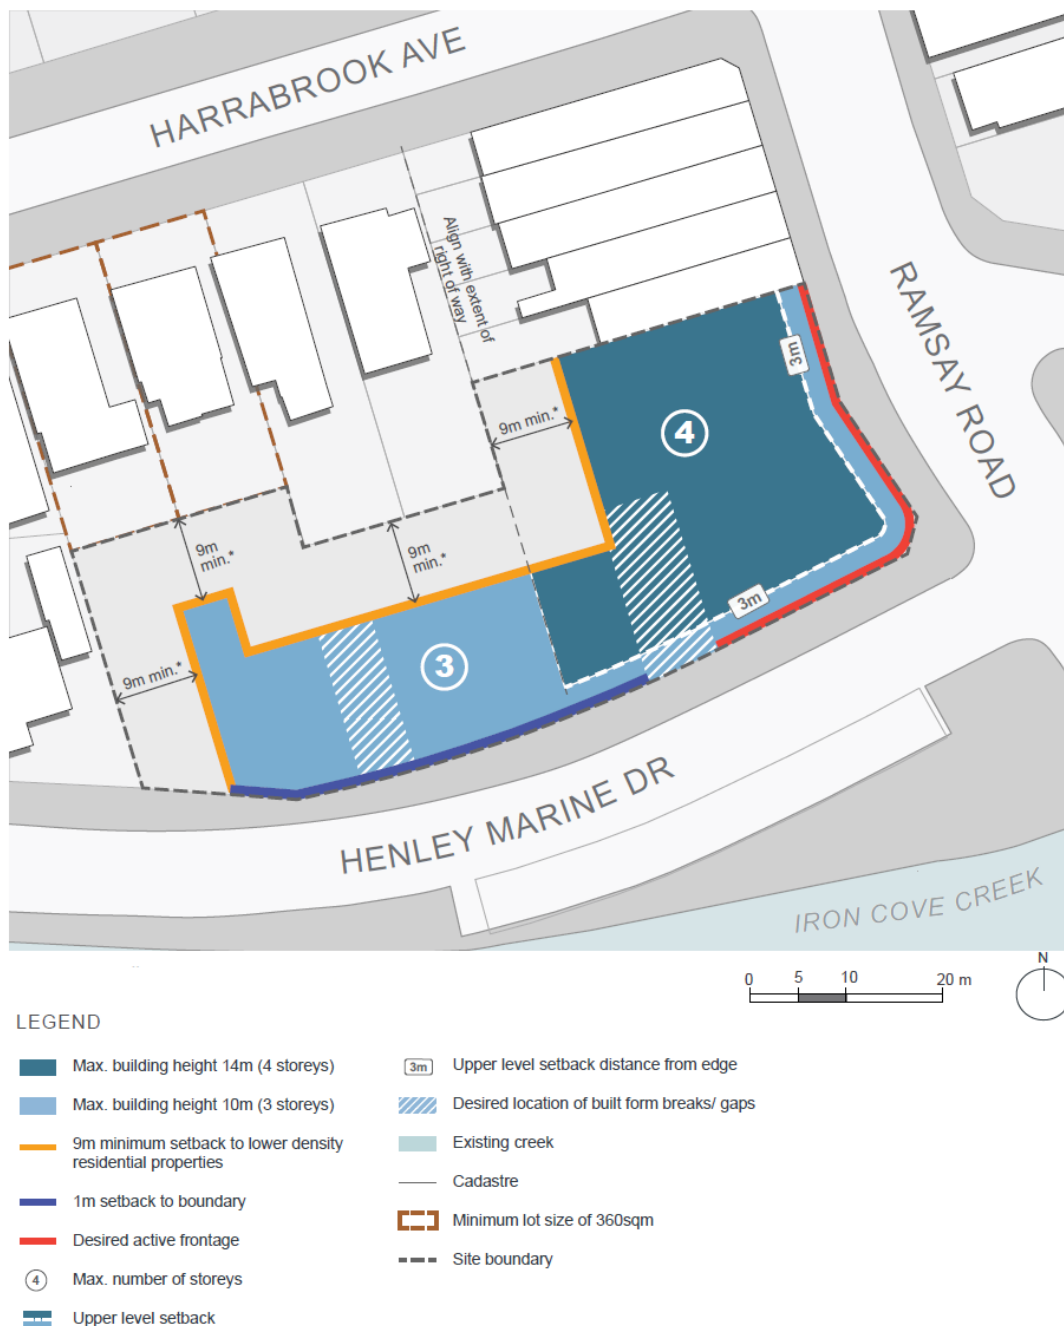 HARRABROOK AVE
Align with extent of
right of way
RAMSAY ROAD
3m
9m min.*
4
9m
min.*
9m
min.*
3m
3
9m min.*
HENLEY MARINE DR
IRON COVE CREEK
0 5 10 20 m
N
LEGEND
Max. building height 14m (4 storeys)
Max. building height 10m (3 storeys)
9m minimum setback to lower density
residential properties
1m setback to boundary
Desired active frontage
4 Max. number of storeys
Upper level setback
3m Upper level setback distance from edge
Desired location of built form breaks/ gaps
Existing creek
Cadastre
Minimum lot size of 360sqm
Site boundary